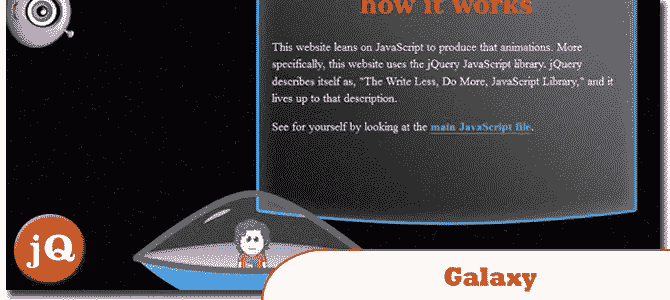 how it works
This website leans on JavaScript to produce that animations. More
specifically, this website uses the jQuery JavaScript library. jQuery
describes itself as, "The Write Less, Do More, JavaScript Library," and it
lives up to that description.
See for yourself by looking at the main JavaScript file.
jQ
Galaxy